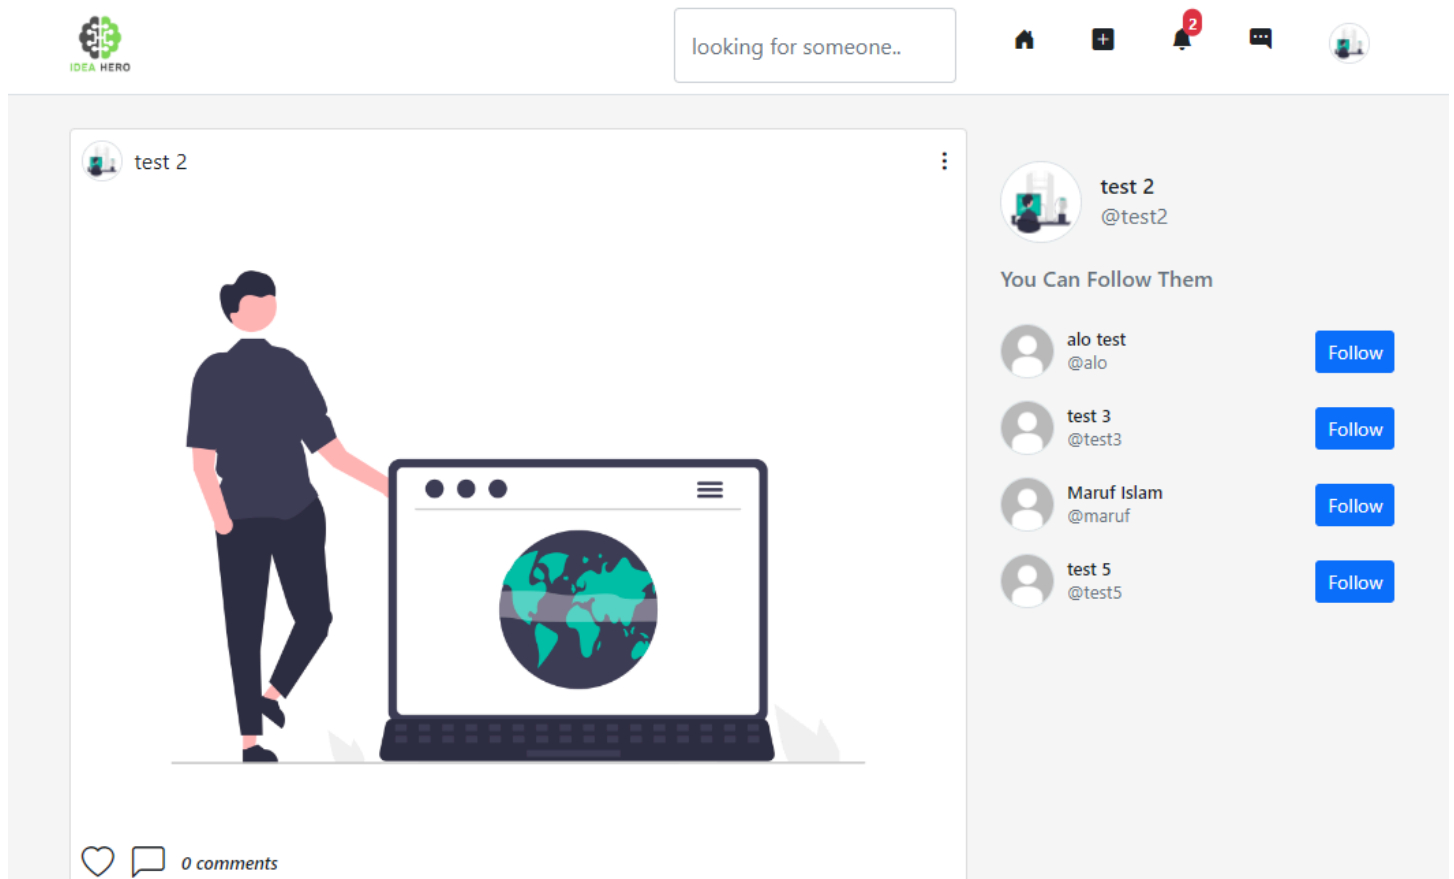 IDEA HERO
looking for someone..
2
test 2
test 2
@test2
You Can Follow Them
alo test
@alo
Follow
test 3
@test3
Follow
Maruf Islam
@maruf
Follow
test 5
@test5
Follow
0 comments